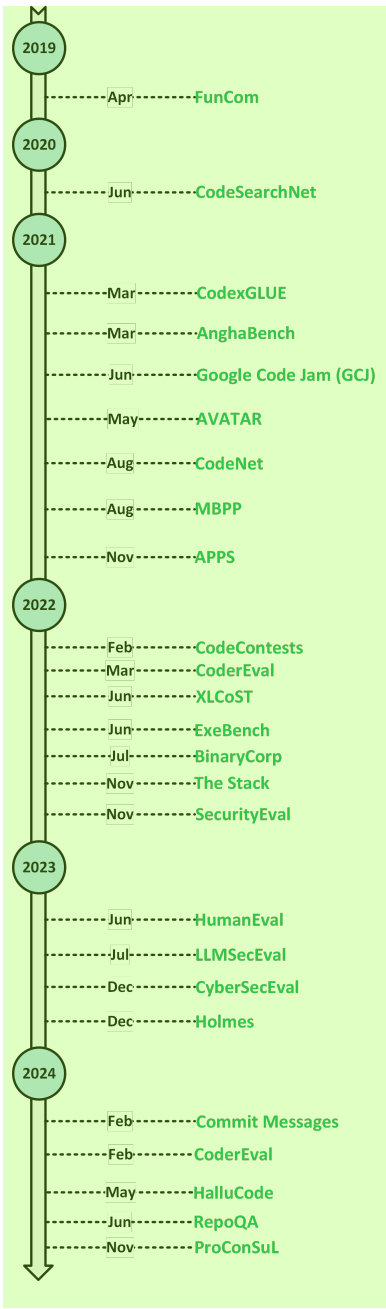 2019
Apr FunCom
2020
Jun CodeSearchNet
2021
Mar CodexGLUE
Mar AnghaBench
Jun Google Code Jam (GCJ)
May AVATAR
Aug CodeNet
Aug MBPP
Nov APPS
2022
Feb CodeContests
Mar CoderEval
Jun XLCoST
Jun ExeBench
Jul BinaryCorp
Nov The Stack
Nov SecurityEval
2023
Jun HumanEval
Jul LLMSecEval
Dec CyberSecEval
Dec Holmes
2024
Feb Commit Messages
Feb CoderEval
May HalluCode
Jun RepoQA
Nov ProConSuL